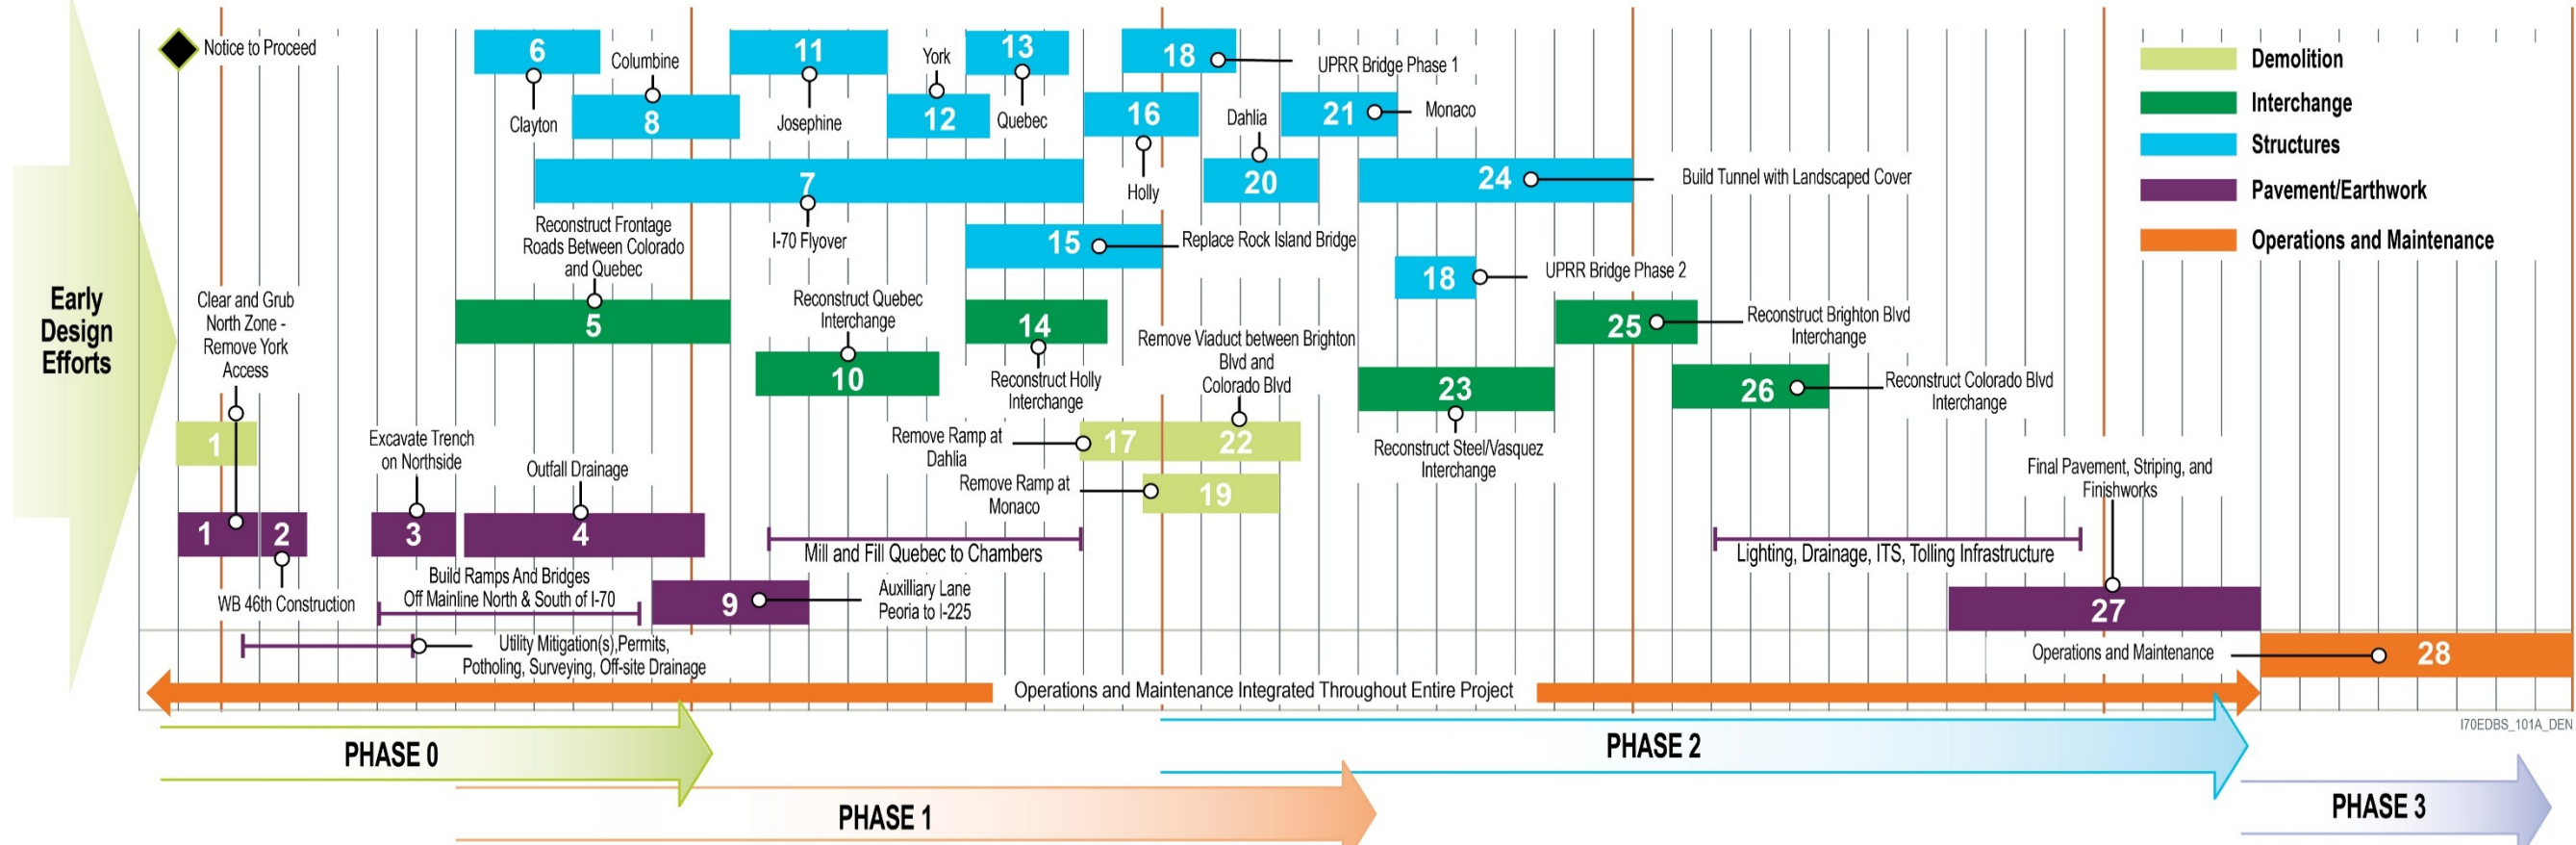 Notice to Proceed
6
Clayton
Columbine
8
11
Josephine
York
12
13
Quebec
18
UPRR Bridge Phase 1
16
Holly
Dahlia
20
21
Monaco
7
I-70 Flyover
24
Build Tunnel with Landscaped Cover
15
Replace Rock Island Bridge
18
UPRR Bridge Phase 2
Demolition
Interchange
Structures
Pavement/Earthwork
Operations and Maintenance
Early
Design
Efforts
Clear and Grub
North Zone -
Remove York
Access
1
1
2
WB 46th Construction
Reconstruct Frontage
Roads Between Colorado
and Quebec
5
Reconstruct Quebec
Interchange
10
14
Reconstruct Holly
Interchange
Remove Viaduct between Brighton
Blvd and
Colorado Blvd
Remove Ramp at
Dahlia
17
22
Remove Ramp at
Monaco
19
23
Reconstruct Steel/Vasquez
Interchange
25
Reconstruct Brighton Blvd
Interchange
26
Reconstruct Colorado Blvd
Interchange
Excavate Trench
on Northside
3
Outfall Drainage
4
Build Ramps And Bridges
Off Mainline North & South of I-70
Mill and Fill Quebec to Chambers
9
Auxilliary Lane
Peoria to I-225
Utility Mitigation(s),Permits,
Potholing, Surveying, Off-site Drainage
Lighting, Drainage, ITS, Tolling Infrastructure
Final Pavement, Striping, and
Finishworks
27
Operations and Maintenance
28
Operations and Maintenance Integrated Throughout Entire Project
I70EDBS_101A_DEN
PHASE 0
PHASE 1
PHASE 2
PHASE 3